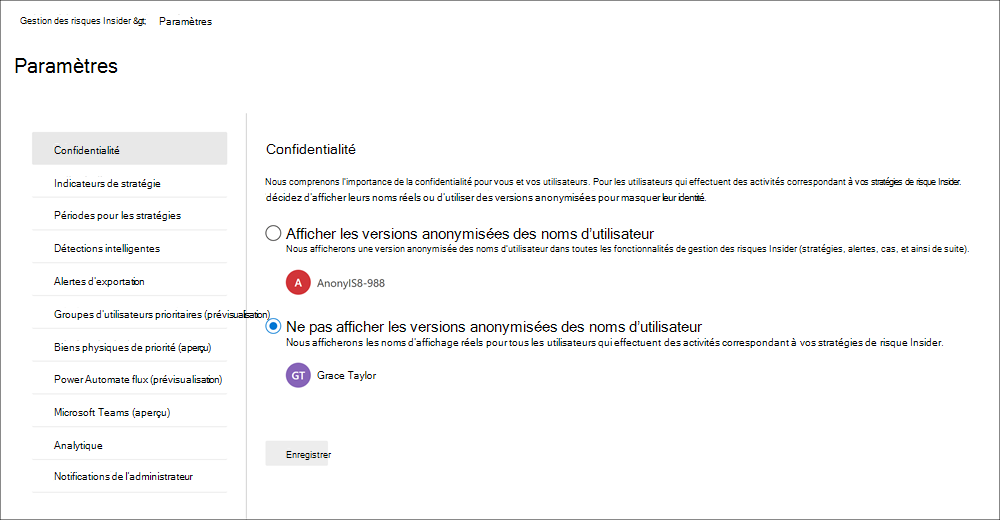 Gestion des risques Insider &gt; Paramètres
Paramètres
Confidentialité
Indicateurs de stratégie
Périodes pour les stratégies
Détections intelligentes
Alertes d'exportation
Groupes d'utilisateurs prioritaires (prévisualisation)
Biens physiques de priorité (aperçu)
Power Automate flux (prévisualisation)
Microsoft Teams (aperçu)
Analytique
Notifications de l'administrateur
Confidentialité
Nous comprenons l'importance de la confidentialité pour vous et vos utilisateurs. Pour les utilisateurs qui effectuent des activités correspondant à vos stratégies de risque Insider.
décidez d'afficher leurs noms réels ou d'utiliser des versions anonymisées pour masquer leur identité.
Afficher les versions anonymisées des noms d'utilisateur
Nous afficherons une version anonymisée des noms d'utilisateur dans toutes les fonctionnalités de gestion des risques Insider (stratégies, alertes, cas, et ainsi de suite).
A AnonyIS8-988
Ne pas afficher les versions anonymisées des noms d'utilisateur
Nous afficherons les noms d'affichage réels pour tous les utilisateurs qui effectuent des activités correspondant à vos stratégies de risque Insider.
GT Grace Taylor
Enregistrer